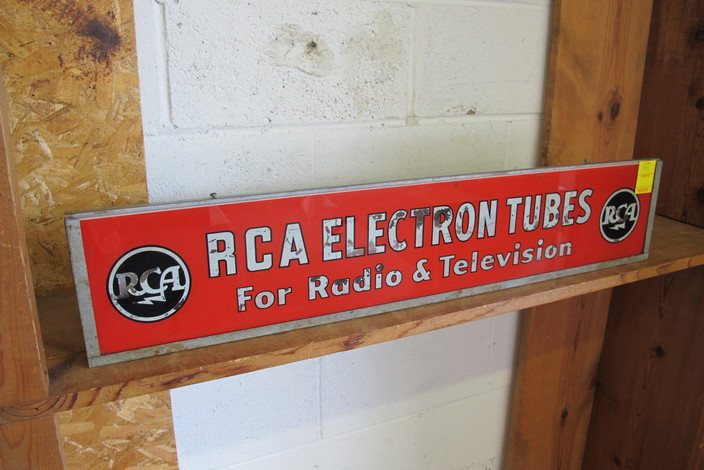 RCA
RCA ELECTRON TUBES
For Radio & Television
RCA